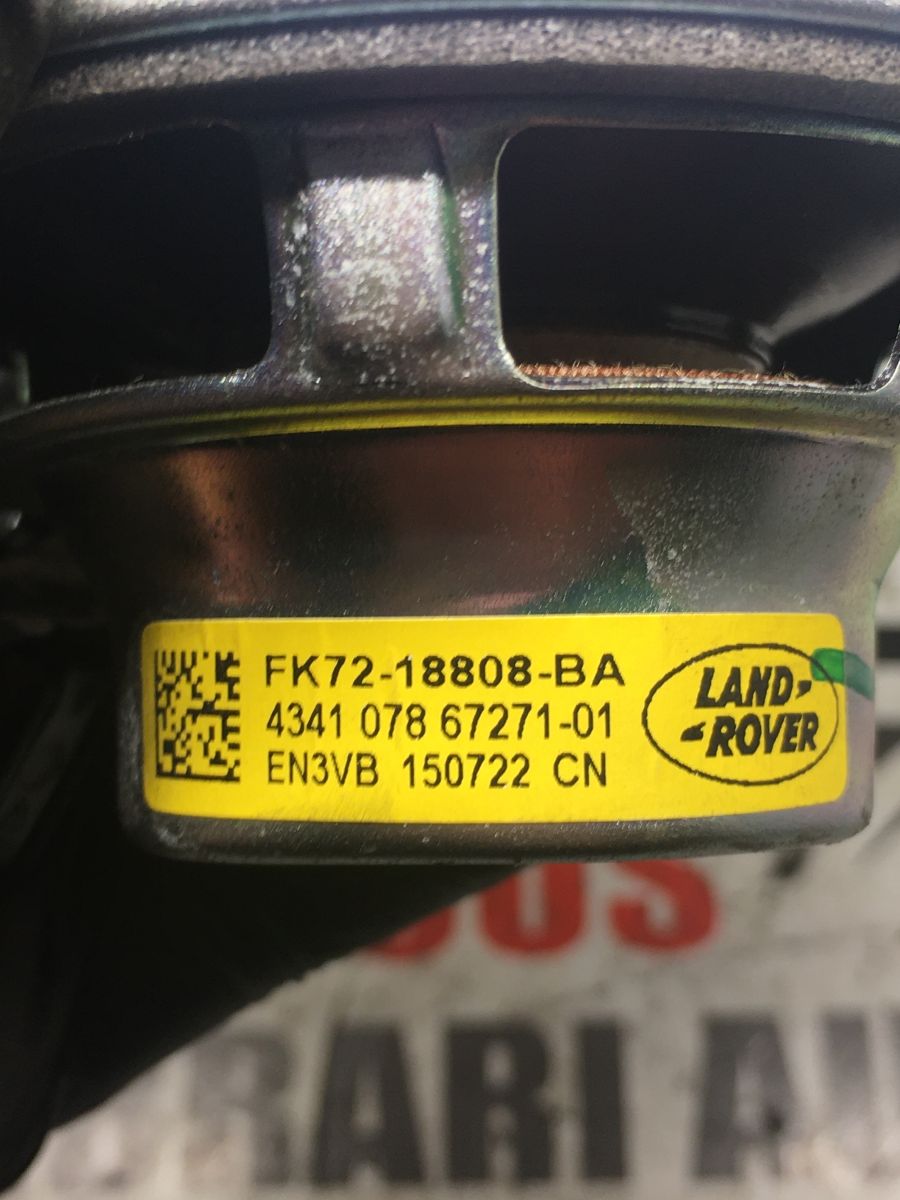 FK72-18808-BA
4341 078 67271-01
EN3VB 150722 CN
LAND
ROVER